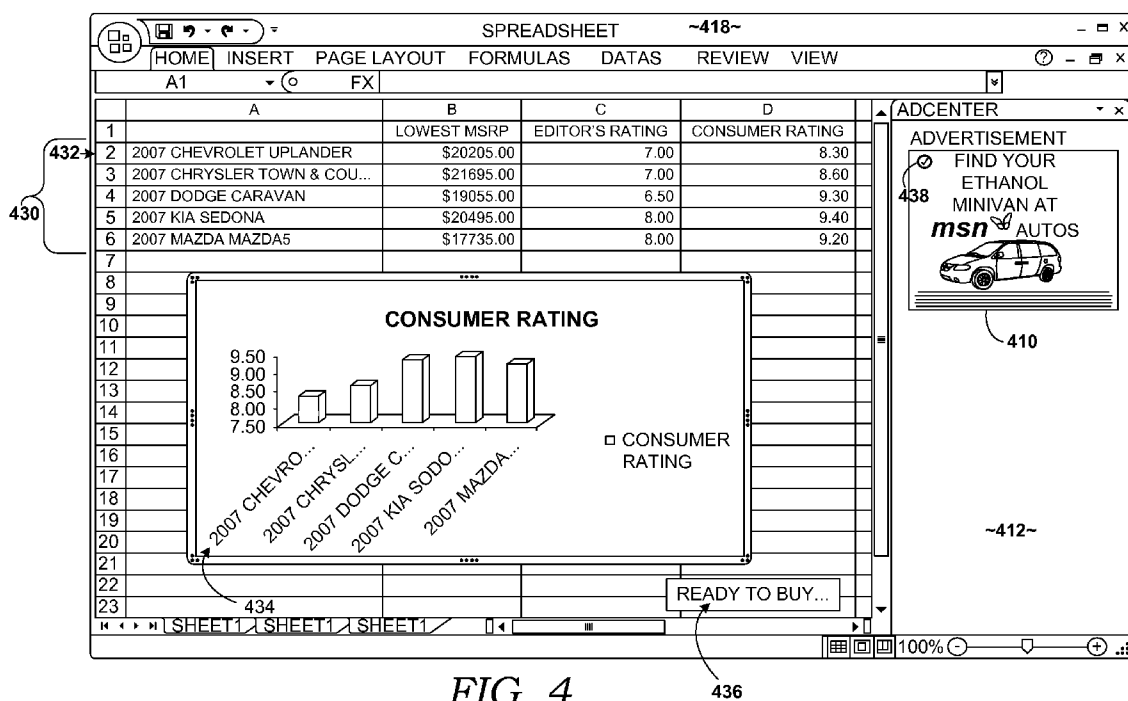 SPREADSHEET ~418~
HOME INSERT PAGE LAYOUT FORMULAS DATAS REVIEW VIEW
A1 FX
ADCENTER
A B C D
1 LOWEST MSRP EDITOR'S RATING CONSUMER RATING
432 2 2007 CHEVROLET UPLANDER $20205.00 7.00 8.30
3 2007 CHRYSLER TOWN & COU... $21695.00 7.00 8.60
4 2007 DODGE CARAVAN $19055.00 6.50 9.30
430 5 2007 KIA SEDONA $20495.00 8.00 9.40
6 2007 MAZDA MAZDA5 $17735.00 8.00 9.20
7
8
9
10
11
12
13
14
15
16
17
18
19
20
21
22
23
CONSUMER RATING
9.50
9.00
8.50
8.00
7.50
2007 CHEVRO...
2007 CHRYSL...
2007 DODGE C...
2007 KIA SODO...
2007 MAZDA...
CONSUMER
RATING
434
READY TO BUY...
436
SHEET1 SHEET1 SHEET1
ADVERTISEMENT
438
FIND YOUR
ETHANOL
MINIVAN AT
msn AUTOS
410
~412~
100%
FIG. 4